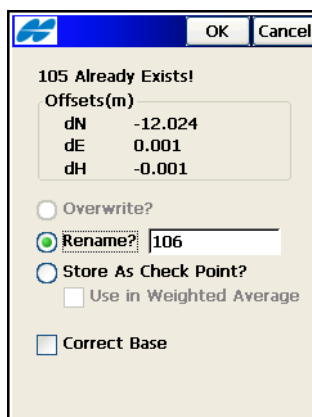 OK Cancel
105 Already Exists!
Offsets(m)
dN -12.024
dE 0.001
dH -0.001
Overwrite?
Rename? 106
Store As Check Point?
Use in Weighted Average
Correct Base